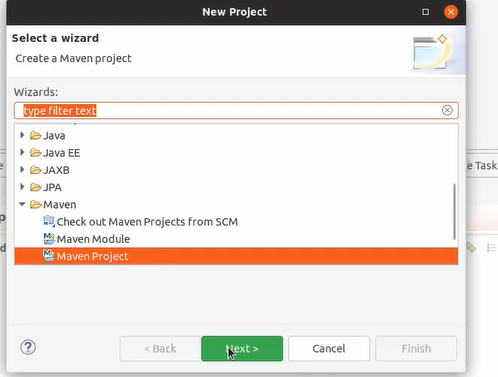 New Project
Select a wizard
Create a Maven project
Wizards:
type filter text
Java
Java EE
JAXB
JPA
Maven
Check out Maven Projects from SCM
Maven Module
Maven Project
e Task
< Back
Next >
Cancel
Finish